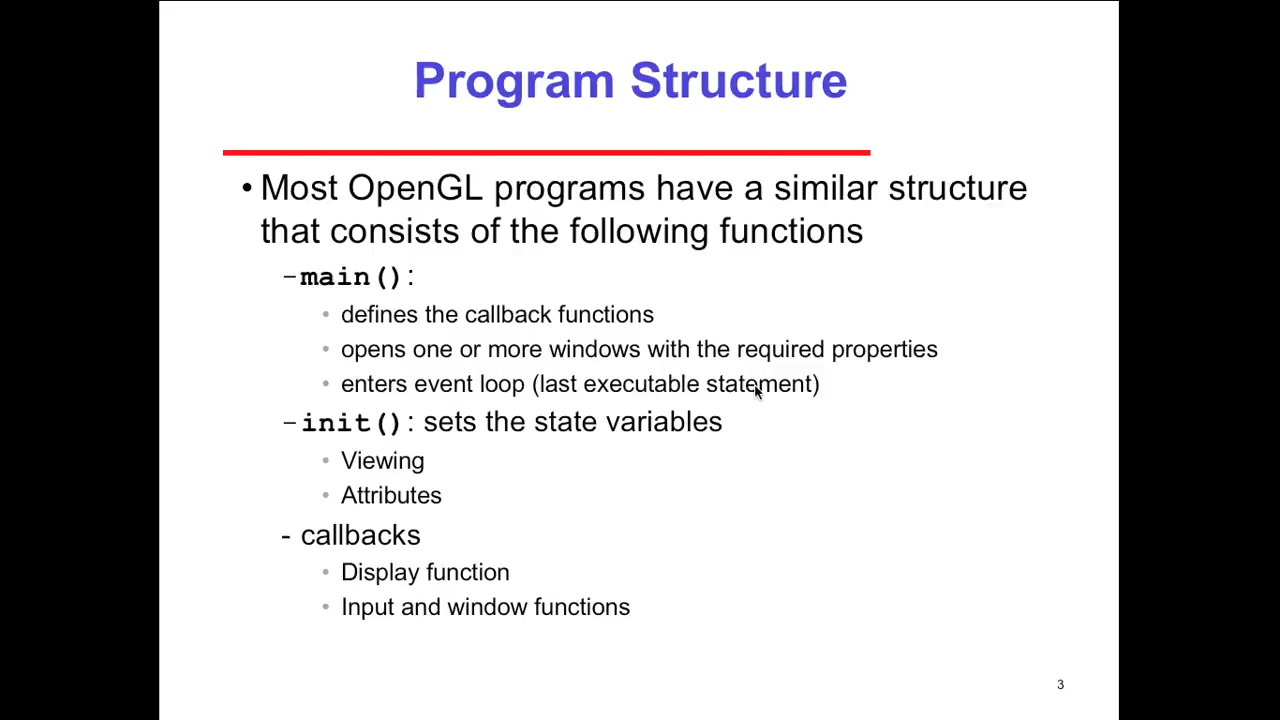 Program Structure
• Most OpenGL programs have a similar structure
that consists of the following functions
– main():
• defines the callback functions
• opens one or more windows with the required properties
• enters event loop (last executable statement)
– init(): sets the state variables
• Viewing
• Attributes
- callbacks
• Display function
• Input and window functions
3